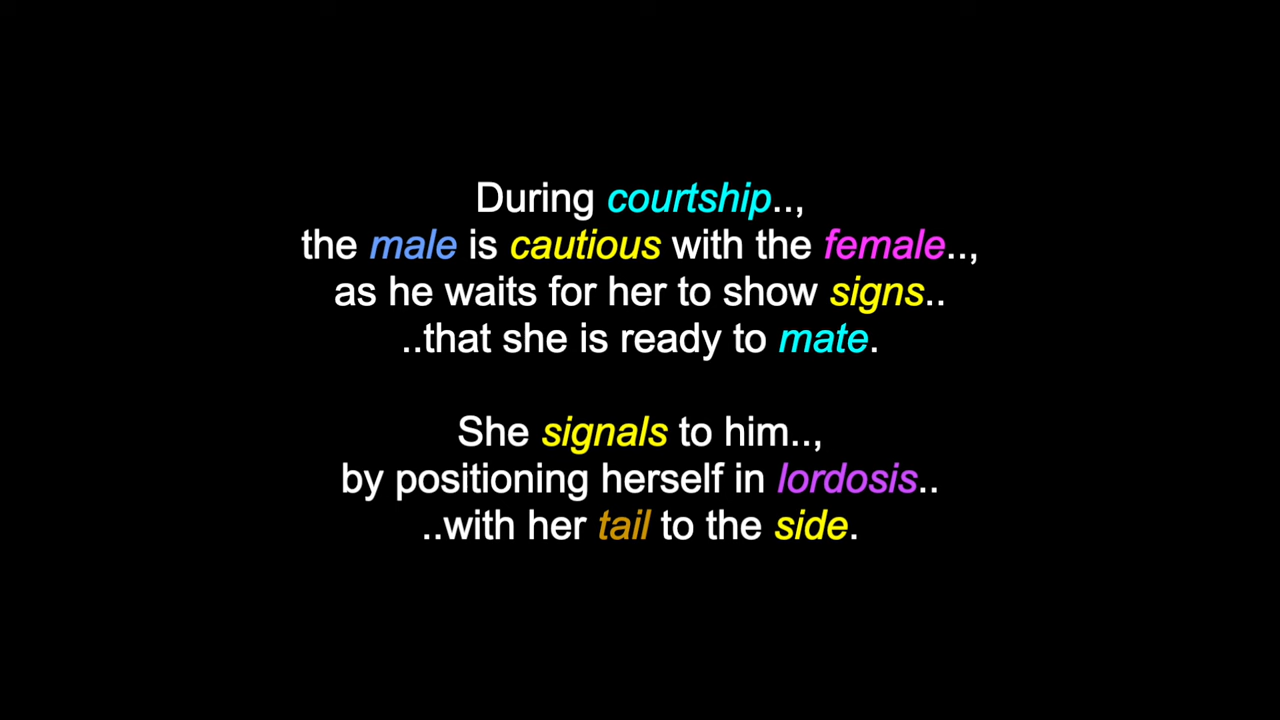 During courtship..,
the male is cautious with the female..,
as he waits for her to show signs..
..that she is ready to mate.
She signals to him..,
by positioning herself in lordosis..
..with her tail to the side.